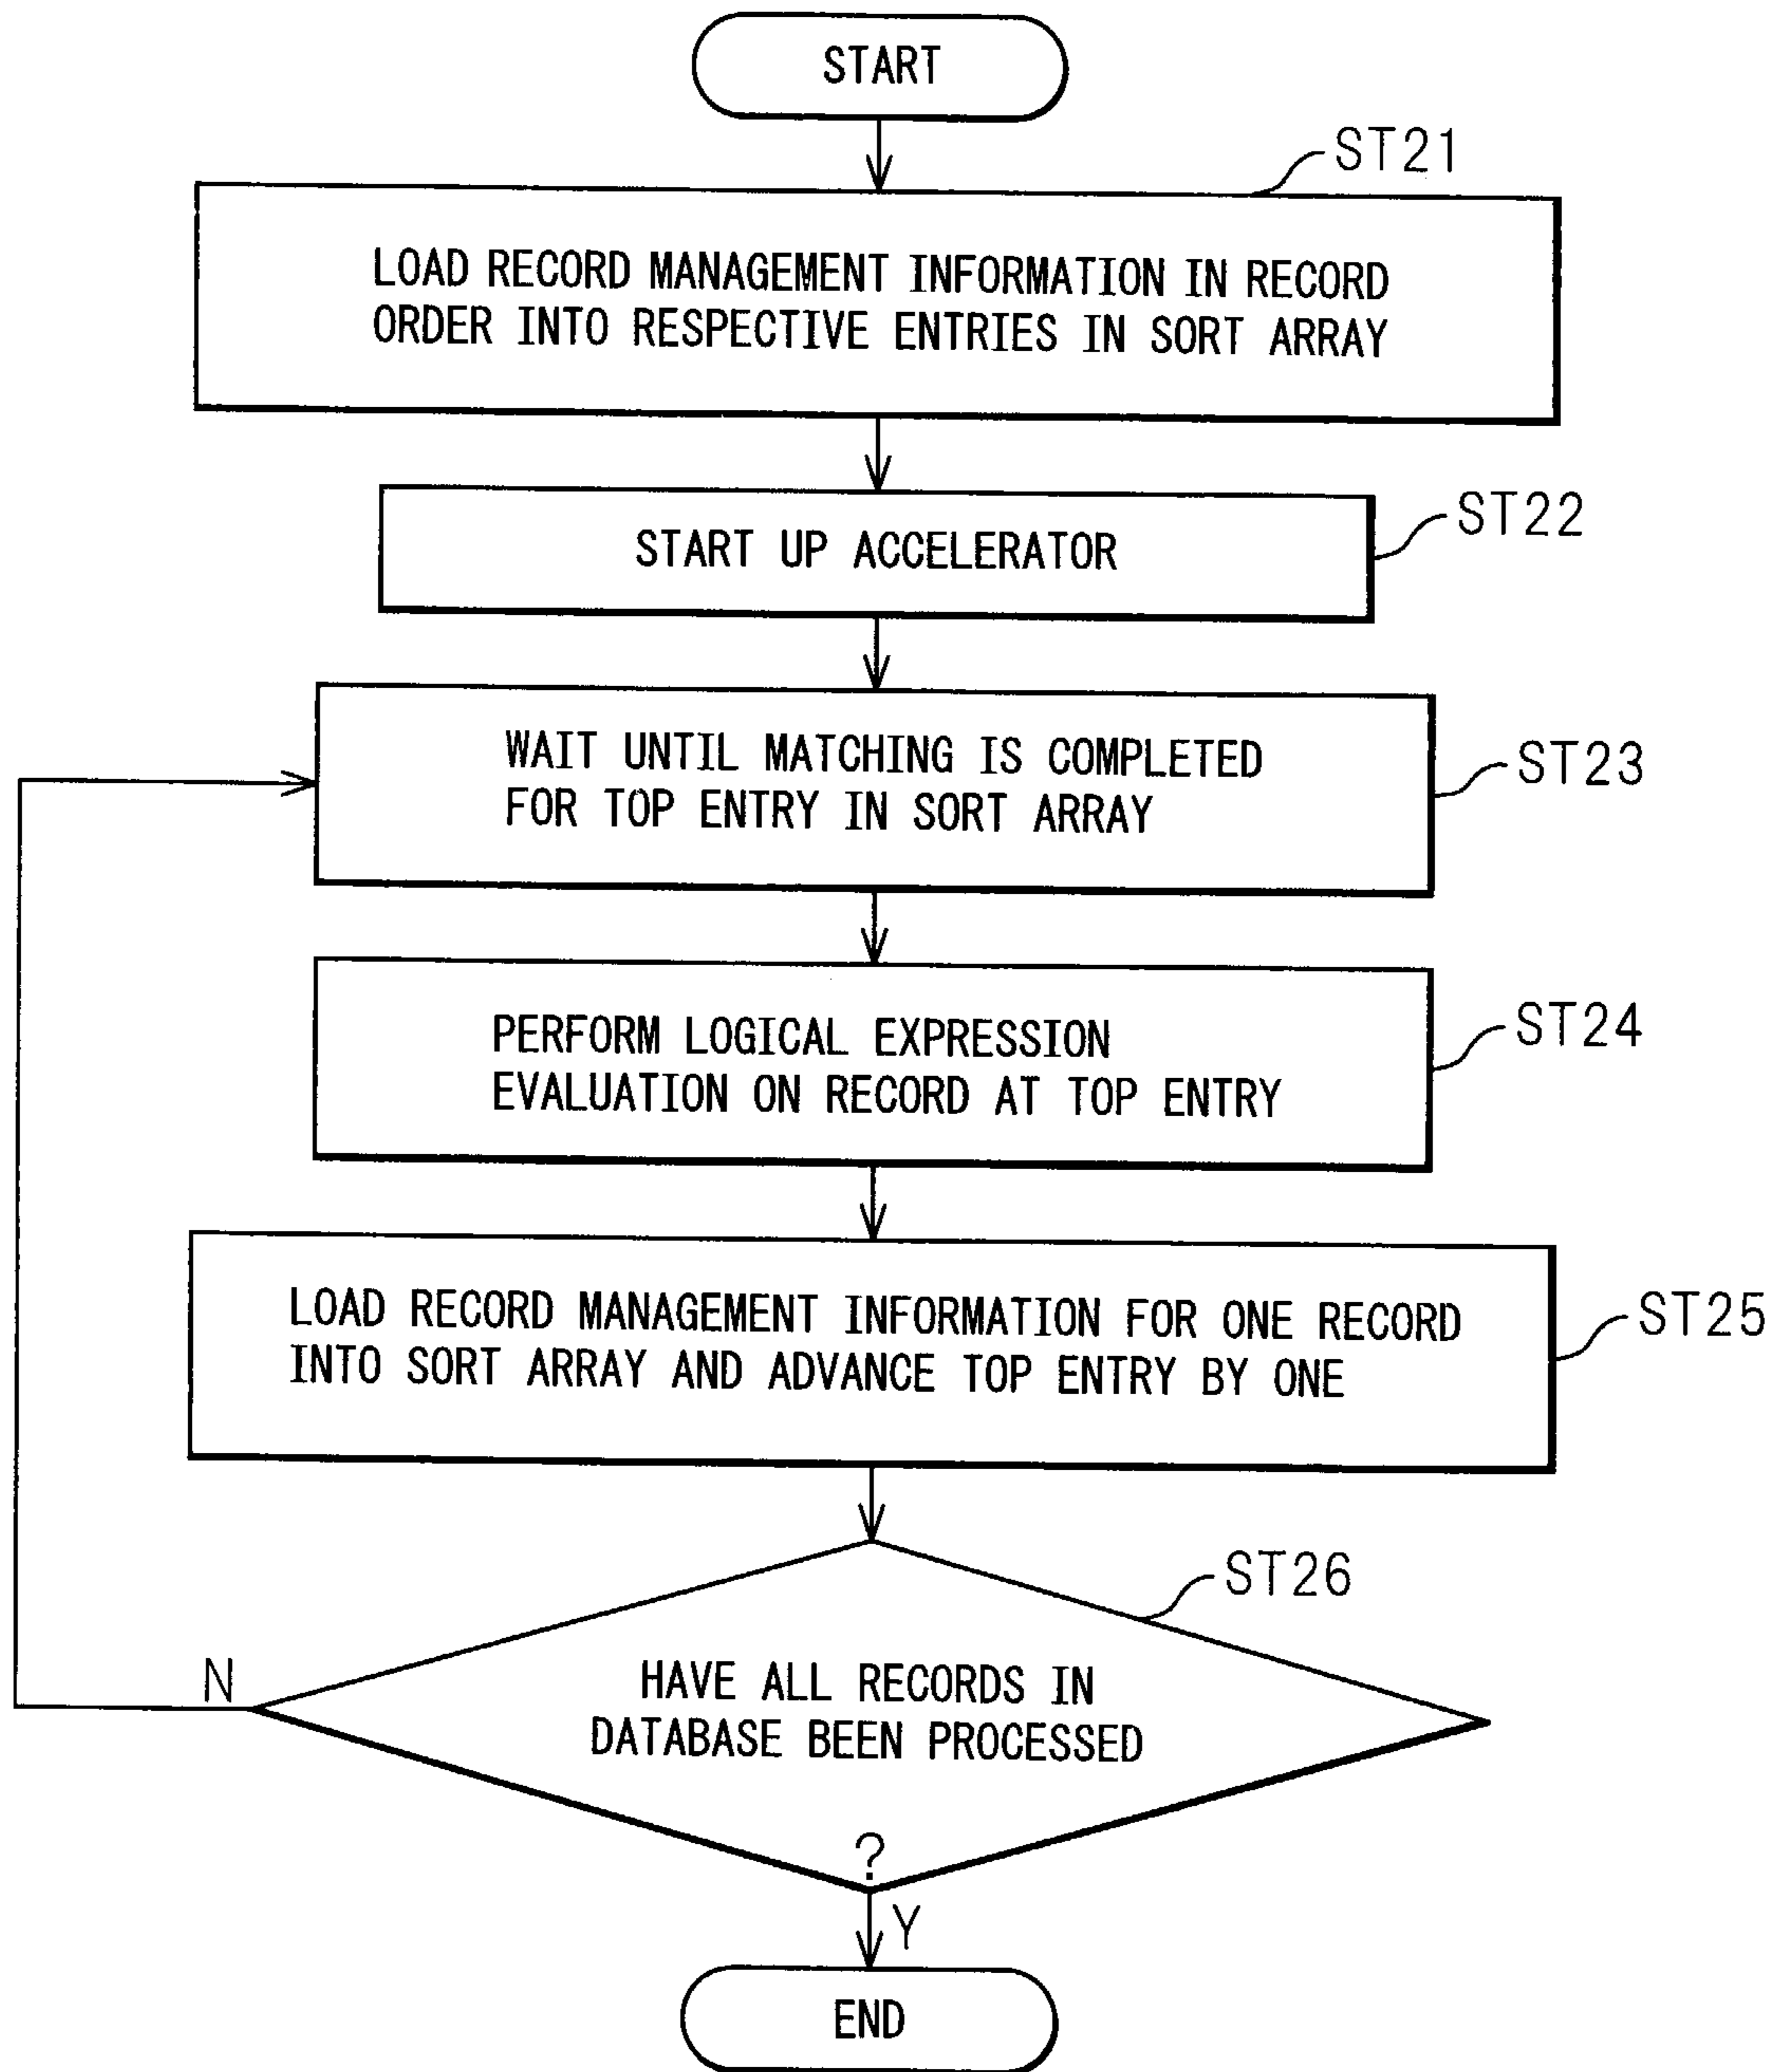 START
ST21
LOAD RECORD MANAGEMENT INFORMATION IN RECORD
ORDER INTO RESPECTIVE ENTRIES IN SORT ARRAY
ST22
START UP ACCELERATOR
ST23
WAIT UNTIL MATCHING IS COMPLETED
FOR TOP ENTRY IN SORT ARRAY
ST24
PERFORM LOGICAL EXPRESSION
EVALUATION ON RECORD AT TOP ENTRY
ST25
LOAD RECORD MANAGEMENT INFORMATION FOR ONE RECORD
INTO SORT ARRAY AND ADVANCE TOP ENTRY BY ONE
ST26
N
HAVE ALL RECORDS IN
DATABASE BEEN PROCESSED
?
Y
END